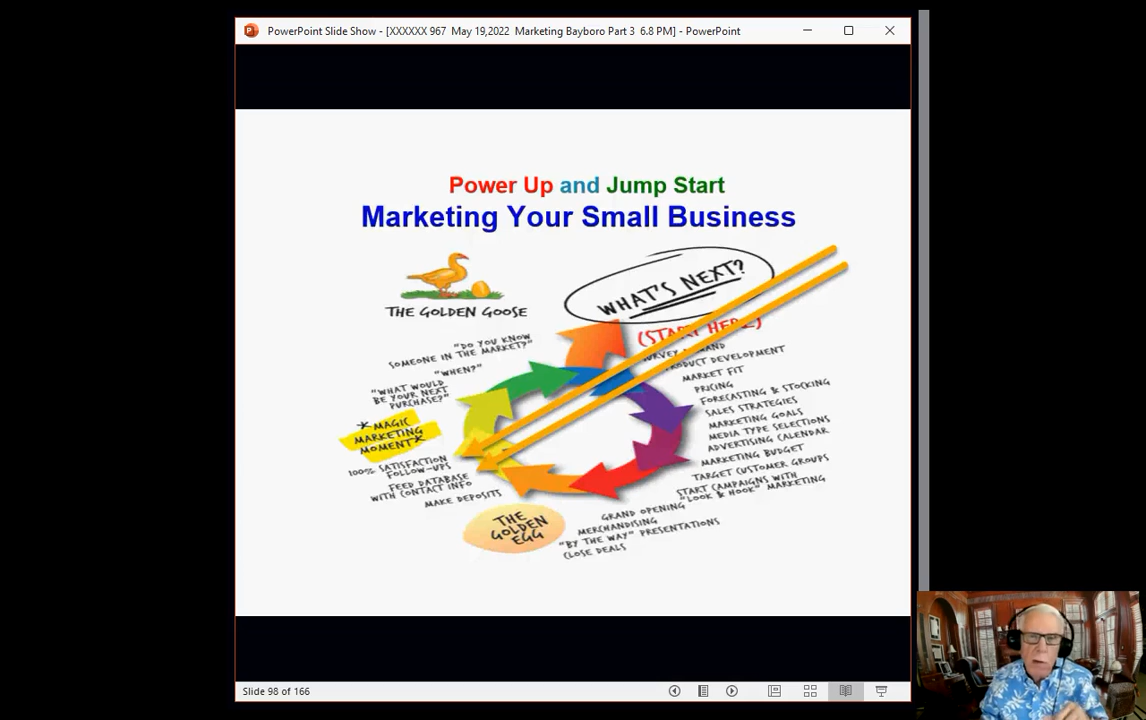 PowerPoint Slide Show - [XXXXXX 967 May 19,2022 Marketing Bayboro Part 3 6.8 PM] - PowerPoint
Power Up and Jump Start
Marketing Your Small Business
WHAT'S NEXT?
(START HERE)
THE GOLDEN GOOSE
"DO YOU KNOW
SOMEONE IN THE MARKET?"
"WHEN?"
"WHAT WOULD
BE YOUR NEXT
PURCHASE?"
*MAGIC
MARKETING
MOMENT*
100% SATISFACTION
FOLLOW-UPS
FEED DATABASE
WITH CONTACT INFO
MAKE DEPOSITS
THE
GOLDEN
EGG
SURVEY DEMAND
PRODUCT DEVELOPMENT
MARKET FIT
PRICING
FORECASTING & STOCKING
SALES STRATEGIES
MARKETING GOALS
MEDIA TYPE SELECTIONS
ADVERTISING CALENDAR
MARKETING BUDGET
TARGET CUSTOMER GROUPS
START CAMPAIGNS WITH
"LOOK & HOOK" MARKETING
GRAND OPENING
MERCHANDISING
"BY THE WAY" PRESENTATIONS
CLOSE DEALS
Slide 98 of 166